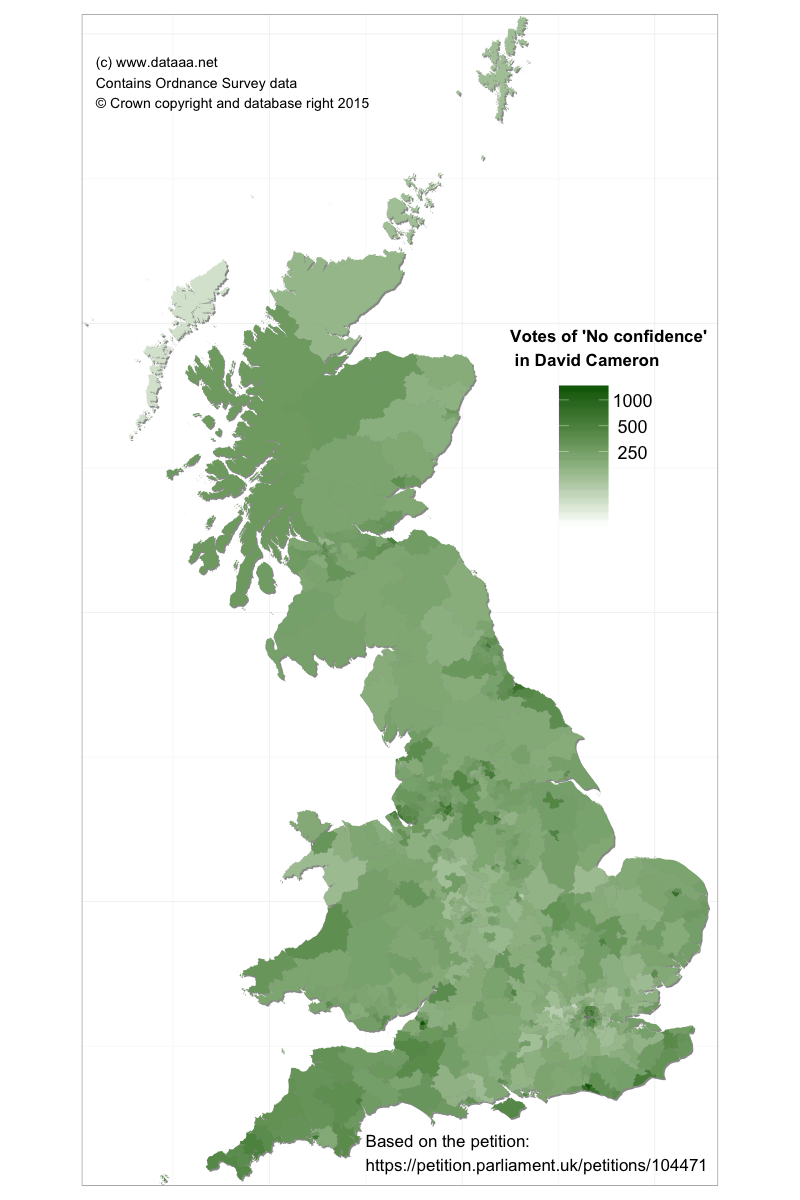 (c) www.dataaa.net
Contains Ordnance Survey data
© Crown copyright and database right 2015
Votes of 'No confidence'
in David Cameron
1000
500
250
Based on the petition:
https://petition.parliament.uk/petitions/104471